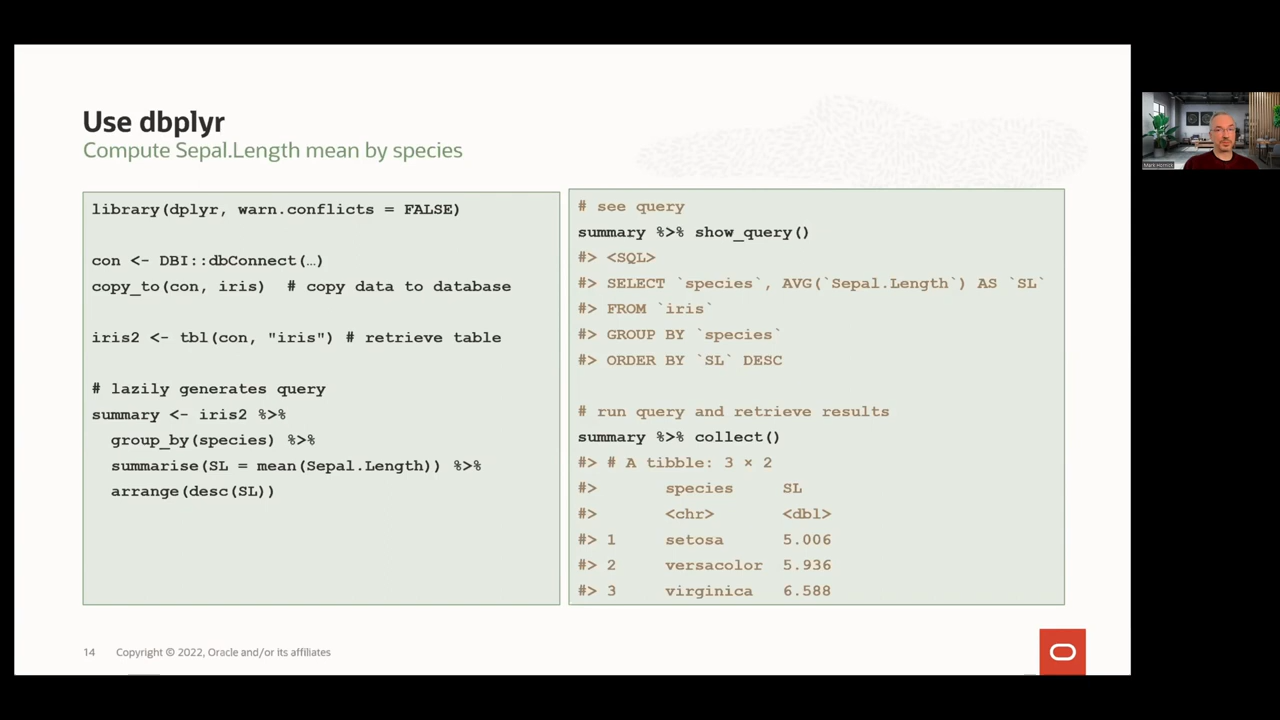 Use dbplyr
Compute Sepal.Length mean by species
library(dplyr, warn.conflicts = FALSE)
con <- DBI::dbConnect(…)
copy_to(con, iris)  # copy data to database
iris2 <- tbl(con, "iris") # retrieve table
# lazily generates query
summary <- iris2 %>%
  group_by(species) %>%
  summarise(SL = mean(Sepal.Length)) %>%
  arrange(desc(SL))
# see query
summary %>% show_query()
#> <SQL>
#> SELECT `species`, AVG(`Sepal.Length`) AS `SL`
#> FROM `iris`
#> GROUP BY `species`
#> ORDER BY `SL` DESC
# run query and retrieve results
summary %>% collect()
#> # A tibble: 3 × 2
#>      species     SL
#>      <chr>       <dbl>
#> 1     setosa      5.006
#> 2     versacolor  5.936
#> 3     virginica   6.588
14 Copyright © 2022, Oracle and/or its affiliates